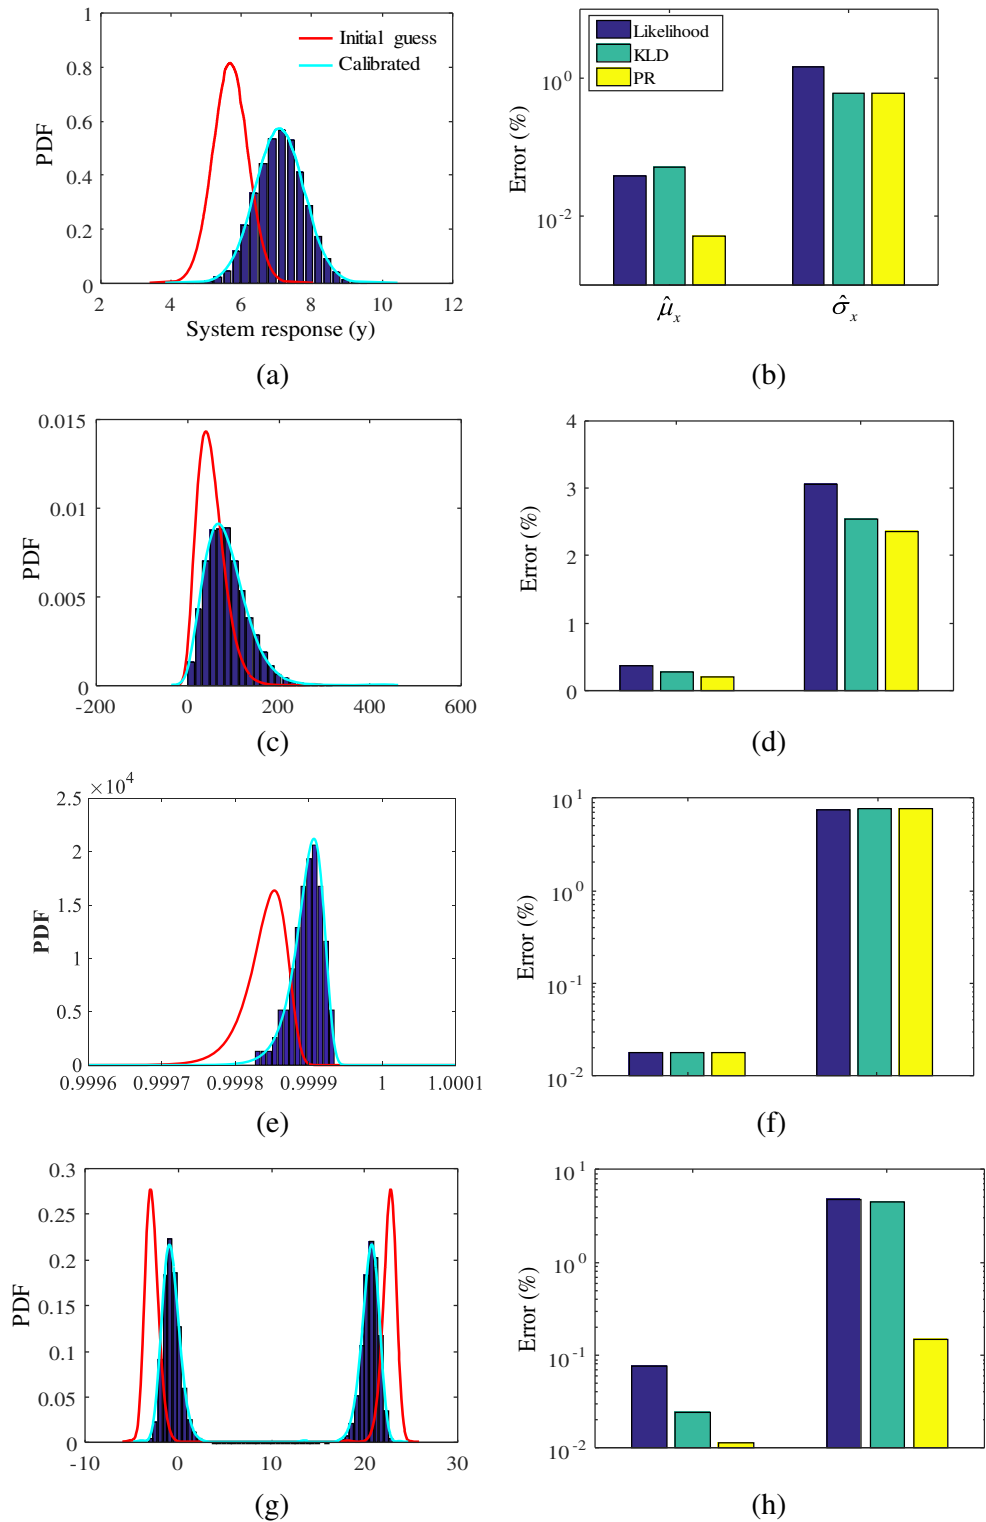 1
0.8
0.6
0.4
0.2
0
PDF
Initial guess
Calibrated
2 4 6 8 10 12
System response (y)
(a)
Likelihood
KLD
PR
10^0
10^-2
Error (%)
μ̂_x σ̂_x
(b)
0.015
0.01
0.005
0
PDF
-200 0 200 400 600
(c)
4
3
2
1
0
Error (%)
(d)
×10^4
2.5
2
1.5
1
0.5
0
PDF
0.9996 0.9997 0.9998 0.9999 1 1.0001
(e)
10^1
10^0
10^-1
10^-2
Error (%)
(f)
0.3
0.25
0.2
0.15
0.1
0.05
0
PDF
-10 0 10 20 30
(g)
10^1
10^0
10^-1
10^-2
Error (%)
(h)